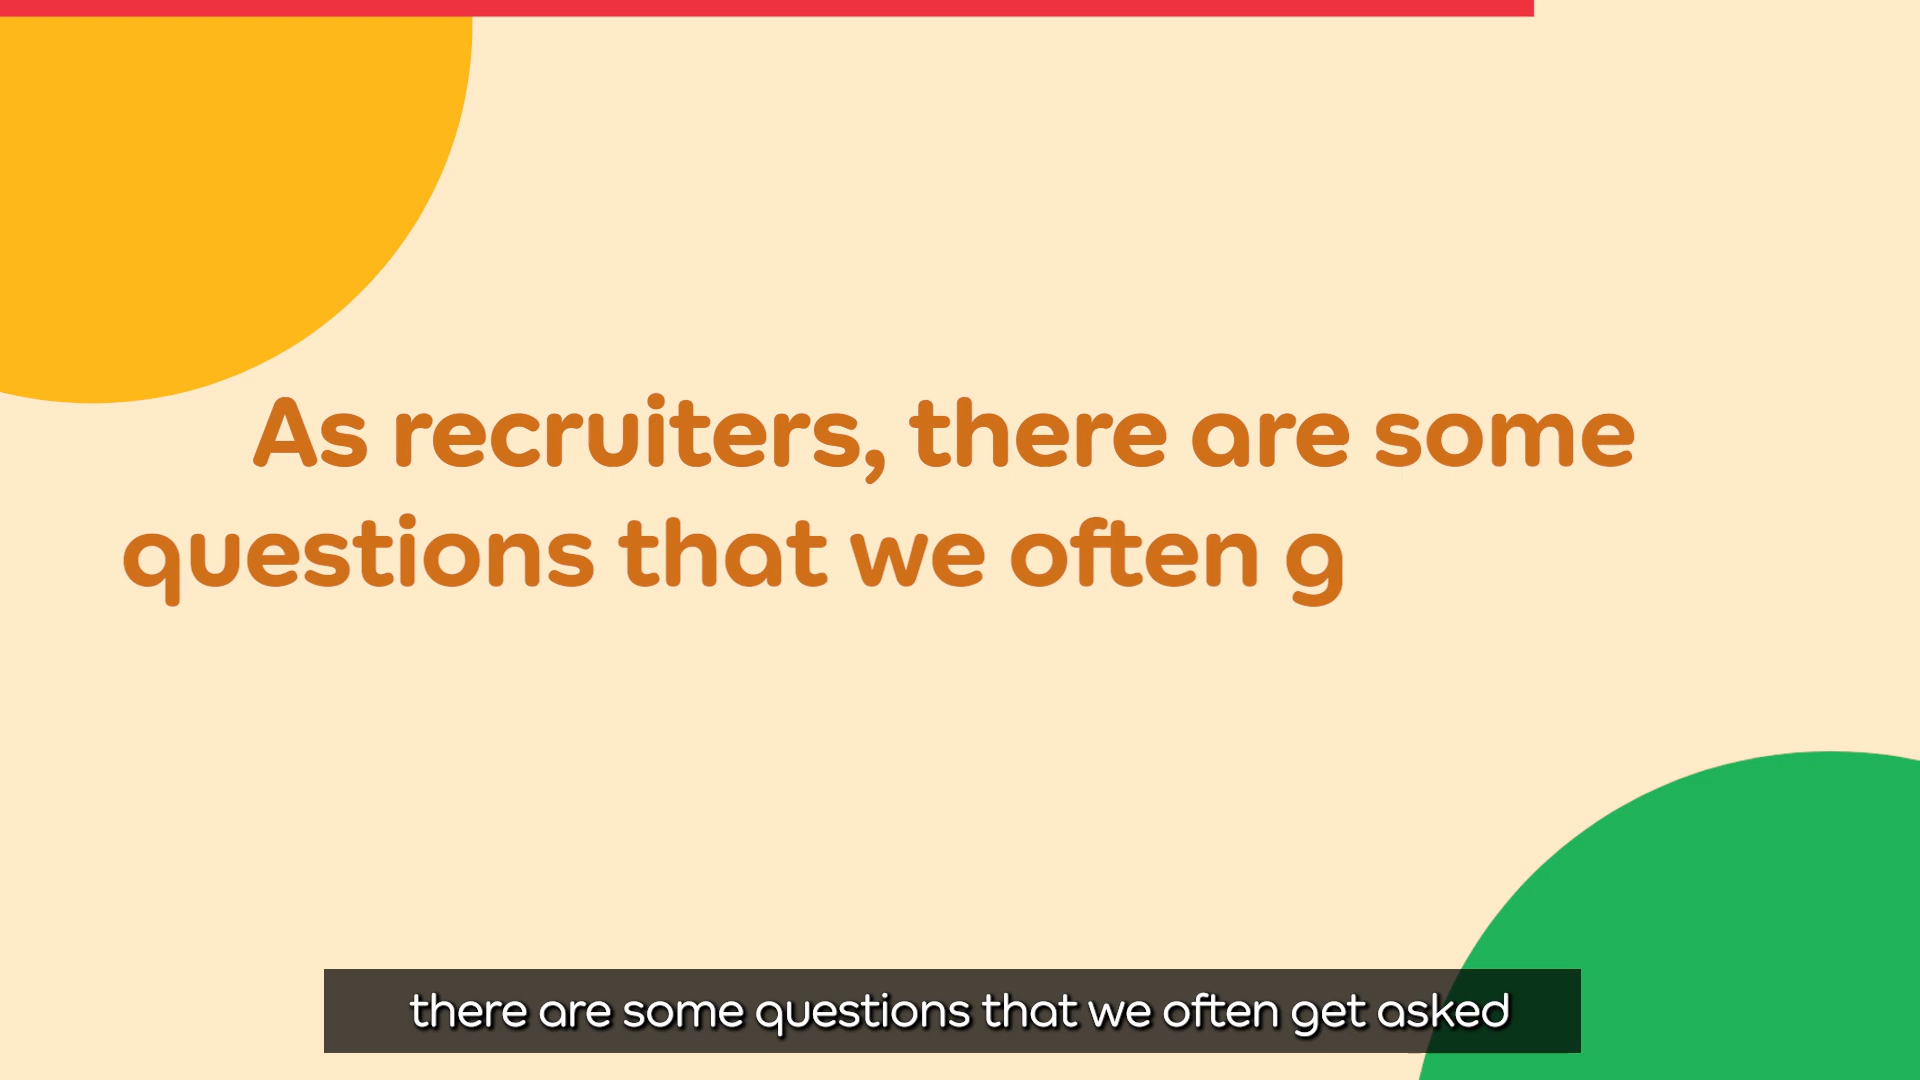 As recruiters, there are some
questions that we often g
there are some questions that we often get asked